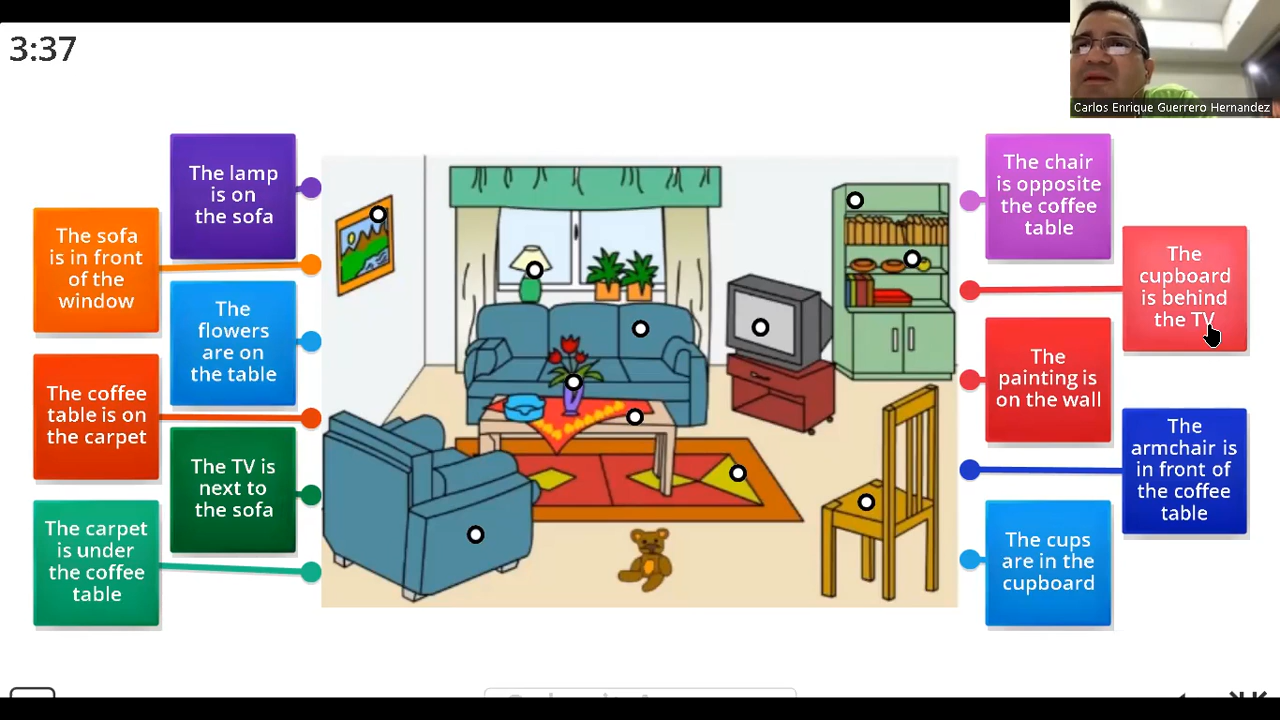 3:37
Carlos Enrique Guerrero Hernandez
The lamp
is on
the sofa
The sofa
is in front
of the
window
The
flowers
are on
the table
The coffee
table is on
the carpet
The TV is
next to
the sofa
The carpet
is under
the coffee
table
The chair
is opposite
the coffee
table
The
cupboard
is behind
the TV
The
painting is
on the wall
The
armchair is
in front of
the coffee
table
The cups
are in the
cupboard